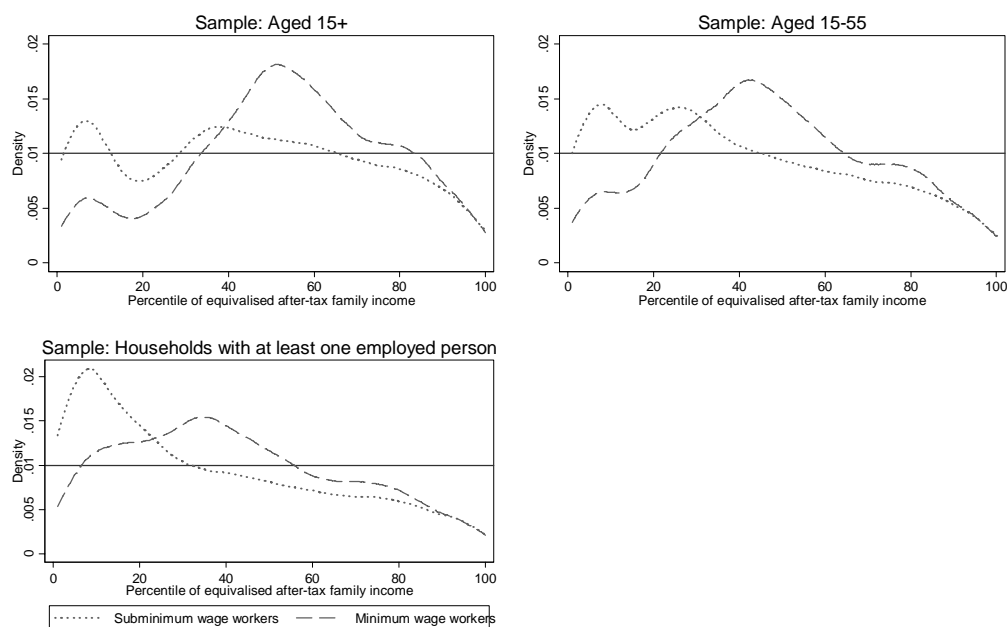 Sample: Aged 15+
Density
0 .005 .01 .015 .02
0 20 40 60 80 100
Percentile of equivalised after-tax family income
Sample: Aged 15-55
Density
0 .005 .01 .015 .02
0 20 40 60 80 100
Percentile of equivalised after-tax family income
Sample: Households with at least one employed person
Density
0 .005 .01 .015 .02
0 20 40 60 80 100
Percentile of equivalised after-tax family income
Subminimum wage workers Minimum wage workers